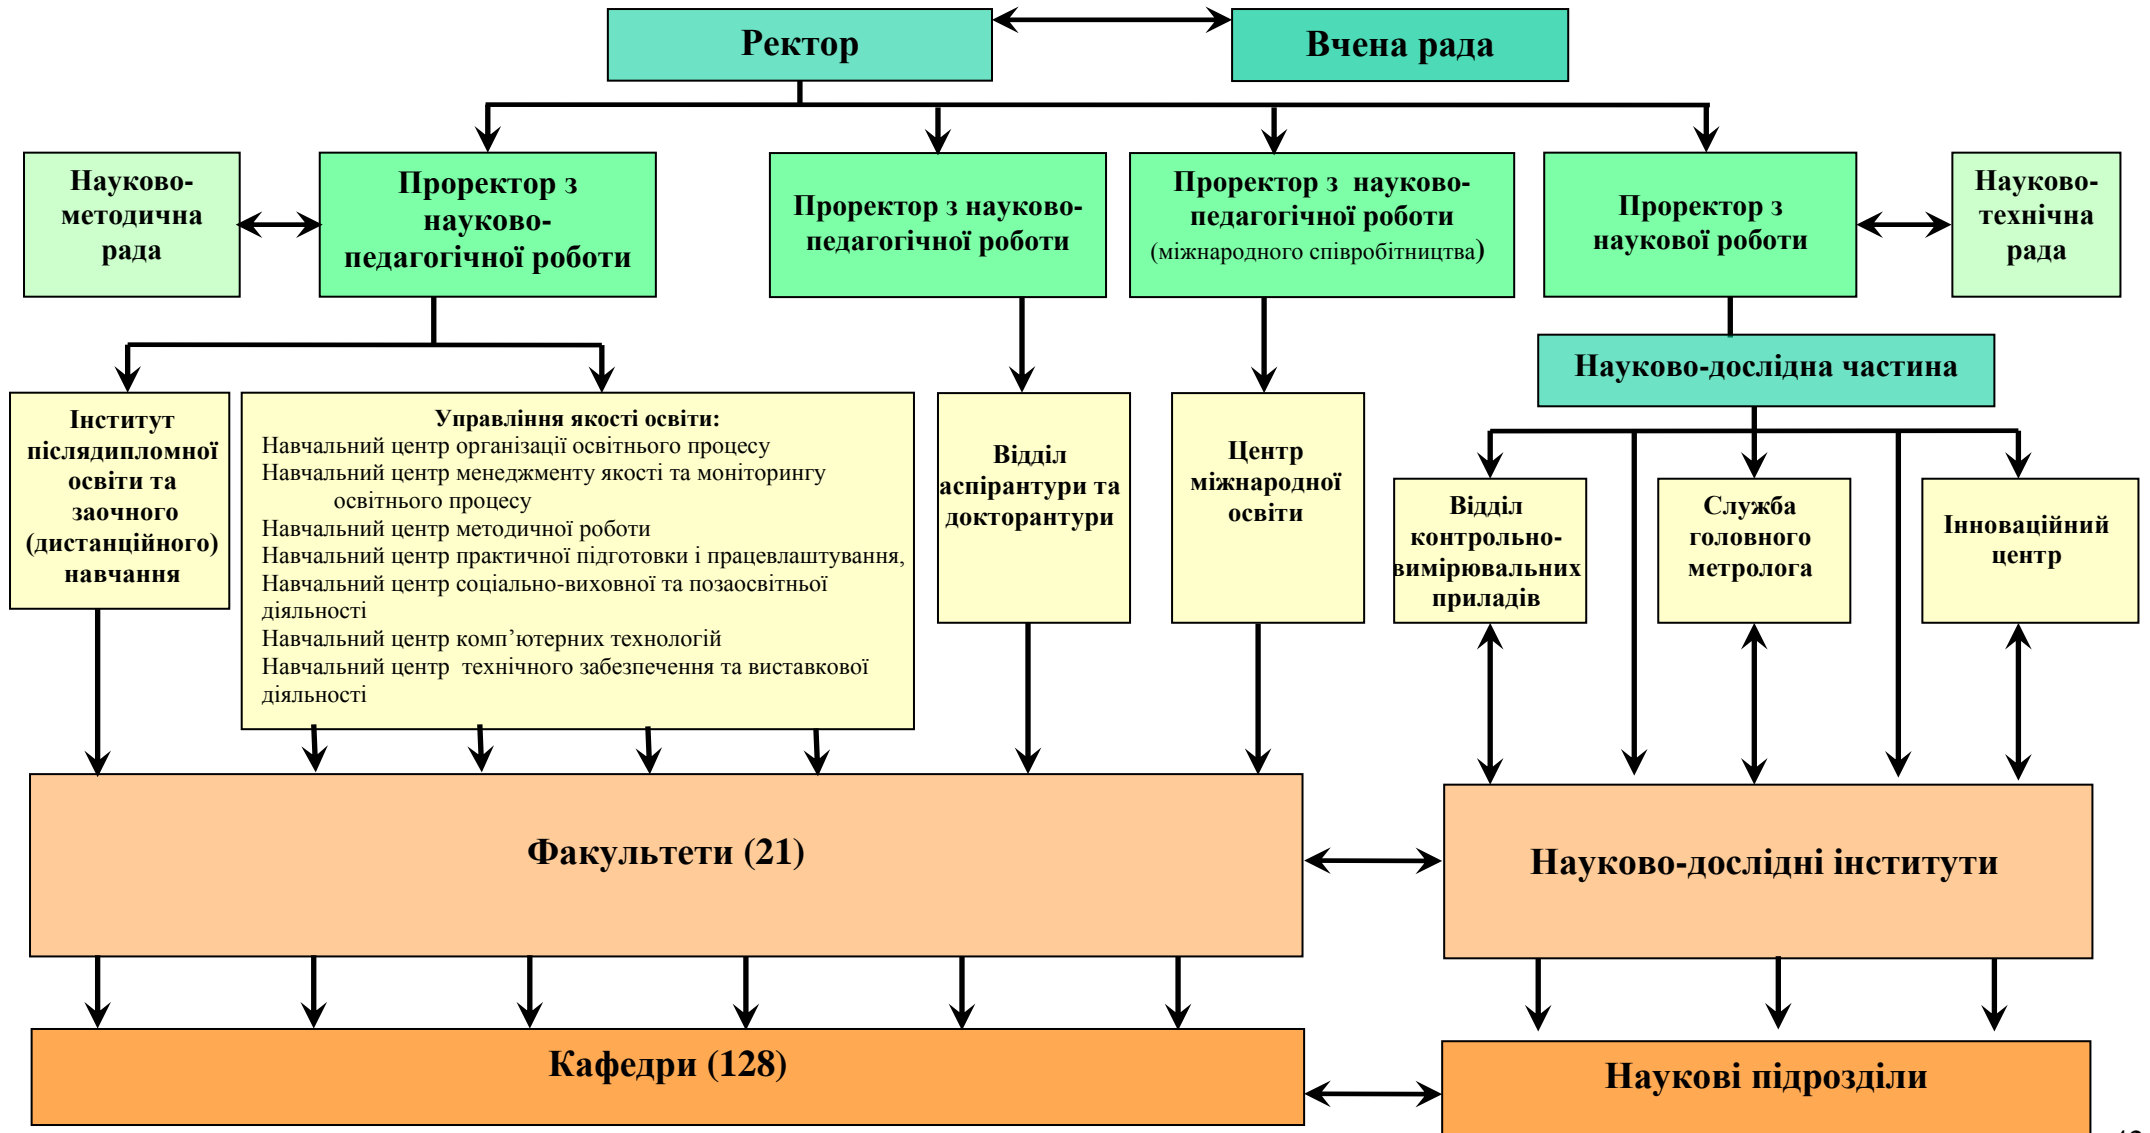 Ректор
Вчена рада
Науково-
методична
рада
Проректор з
науково-
педагогічної роботи
Проректор з науково-
педагогічної роботи
Проректор з науково-
педагогічної роботи
(міжнародного співробітництва)
Проректор з
наукової роботи
Науково-
технічна
рада
Науково-дослідна частина
Інститут
післядипломної
освіти та
заочного
(дистанційного)
навчання
Управління якості освіти:
Навчальний центр організації освітнього процесу
Навчальний центр менеджменту якості та моніторингу
освітнього процесу
Навчальний центр методичної роботи
Навчальний центр практичної підготовки і працевлаштування,
Навчальний центр соціально-виховної та позаосвітньої
діяльності
Навчальний центр комп’ютерних технологій
Навчальний центр технічного забезпечення та виставкової
діяльності
Відділ
аспірантури та
докторантури
Центр
міжнародної
освіти
Відділ
контрольно-
вимірювальних
приладів
Служба
головного
метролога
Інноваційний
центр
Факультети (21)
Науково-дослідні інститути
Кафедри (128)
Наукові підрозділи